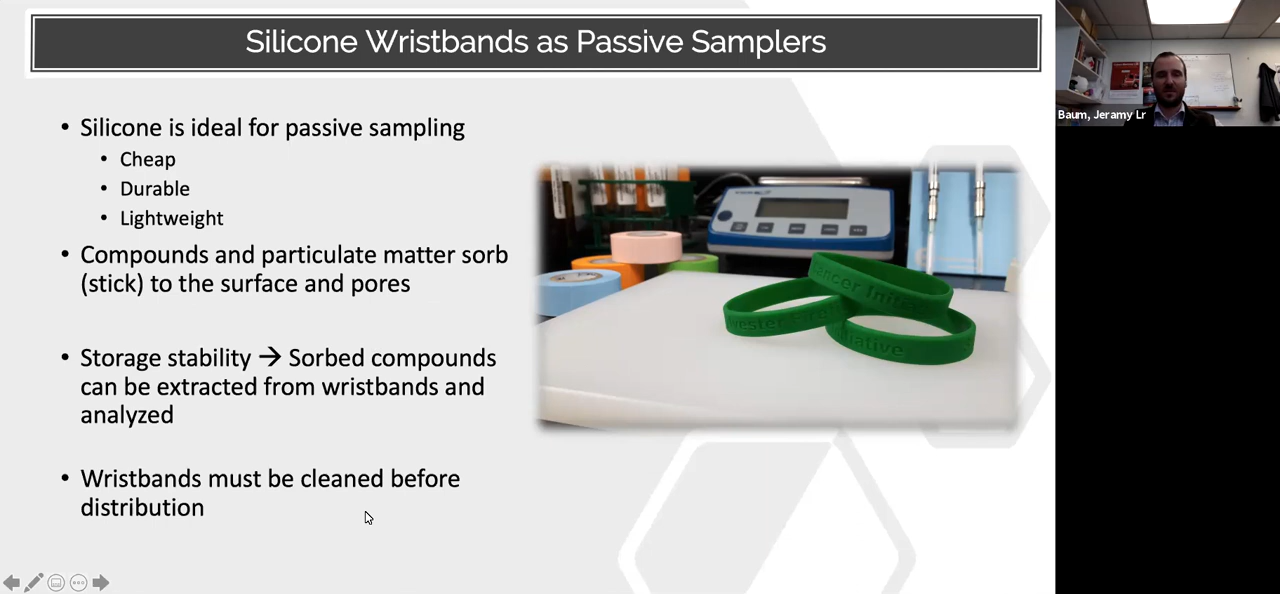 Silicone Wristbands as Passive Samplers
• Silicone is ideal for passive sampling
• Cheap
• Durable
• Lightweight
• Compounds and particulate matter sorb
(stick) to the surface and pores
• Storage stability → Sorbed compounds
can be extracted from wristbands and
analyzed
• Wristbands must be cleaned before
distribution
Baum, Jeramy Lr